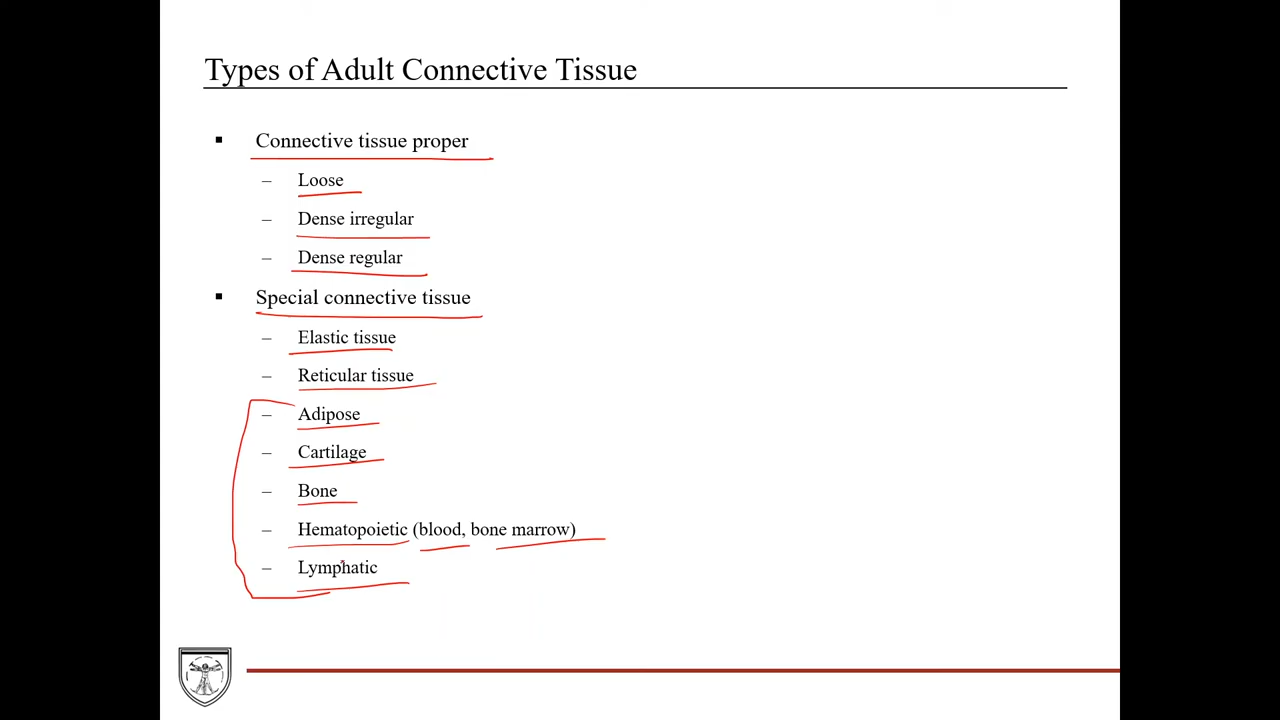 Types of Adult Connective Tissue
▪ Connective tissue proper
– Loose
– Dense irregular
– Dense regular
▪ Special connective tissue
– Elastic tissue
– Reticular tissue
– Adipose
– Cartilage
– Bone
– Hematopoietic (blood, bone marrow)
– Lymphatic